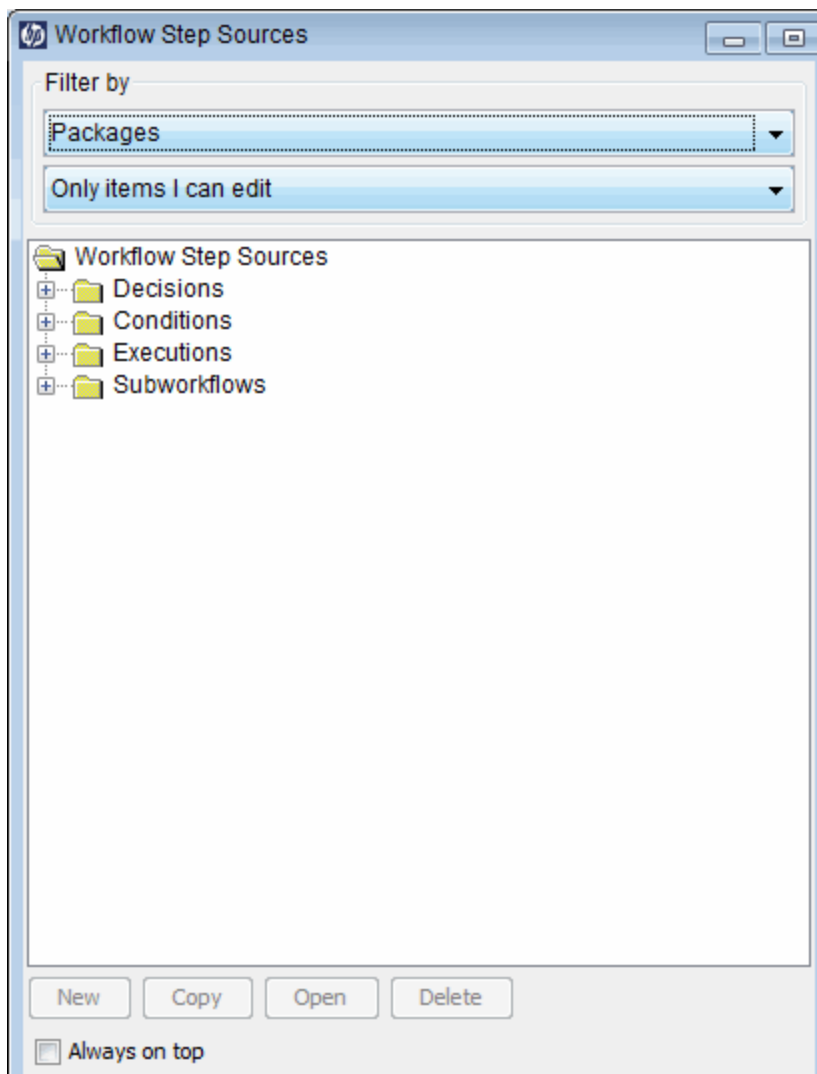 hp Workflow Step Sources
Filter by
Packages
Only items I can edit
Workflow Step Sources
Decisions
Conditions
Executions
Subworkflows
New Copy Open Delete
Always on top